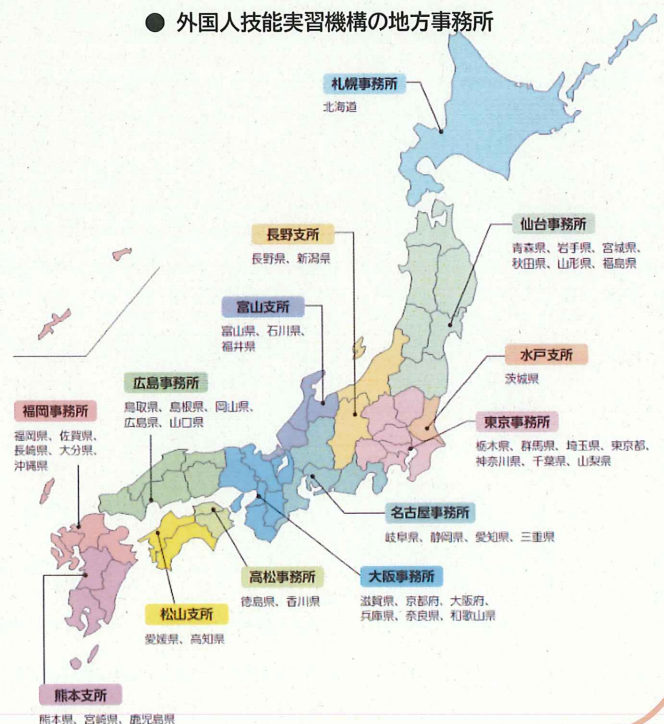 ● 外国人技能実習機構の地方事務所
札幌事務所
北海道
仙台事務所
青森県、岩手県、宮城県、
秋田県、山形県、福島県
長野支所
長野県、新潟県
富山支所
富山県、石川県、
福井県
水戸支所
茨城県
広島事務所
鳥取県、島根県、岡山県、
広島県、山口県
福岡事務所
福岡県、佐賀県、
長崎県、大分県、
沖縄県
東京事務所
栃木県、群馬県、埼玉県、東京都、
神奈川県、千葉県、山梨県
名古屋事務所
岐阜県、静岡県、愛知県、三重県
高松事務所
徳島県、香川県
大阪事務所
滋賀県、京都府、大阪府、
兵庫県、奈良県、和歌山県
松山支所
愛媛県、高知県
熊本支所
熊本県、宮崎県、鹿児島県